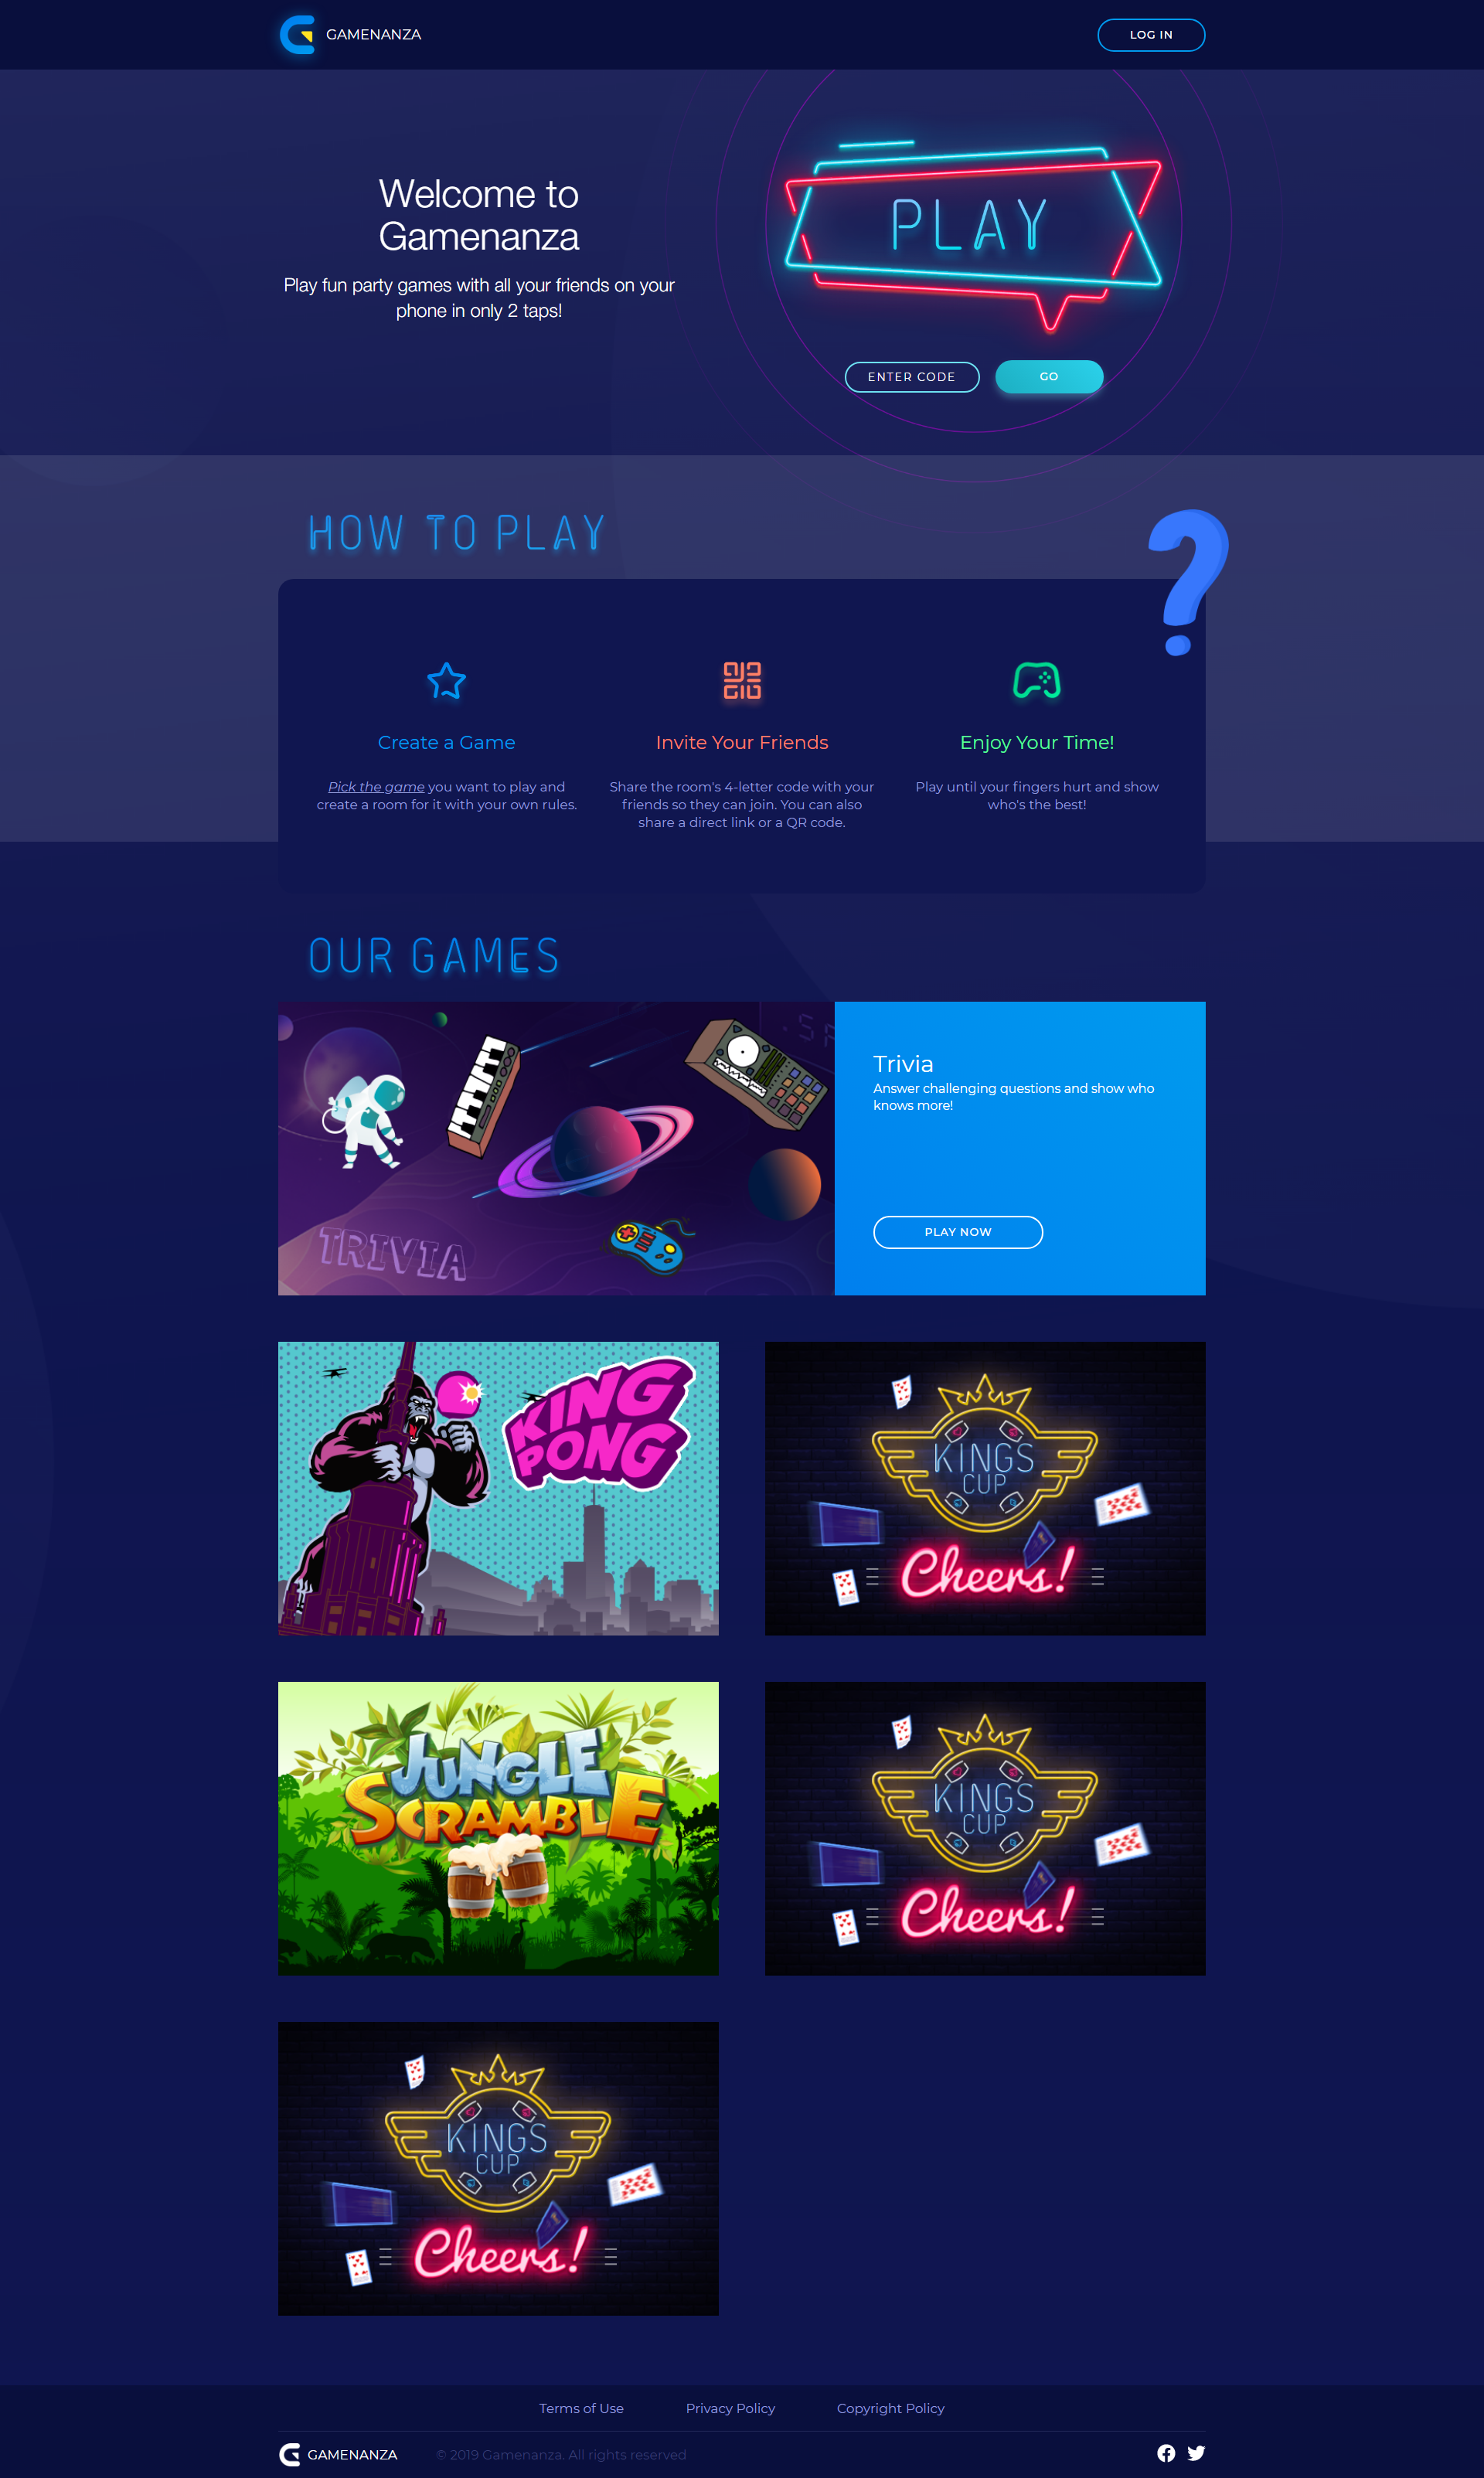 GAMENANZA
LOG IN
Welcome to
Gamenanza
Play fun party games with all your friends on your
phone in only 2 taps!
PLAY
ENTER CODE
GO
HOW TO PLAY
?
Create a Game
Pick the game you want to play and
create a room for it with your own rules.
Invite Your Friends
Share the room's 4-letter code with your
friends so they can join. You can also
share a direct link or a QR code.
Enjoy Your Time!
Play until your fingers hurt and show
who's the best!
OUR GAMES
TRIVIA
Trivia
Answer challenging questions and show who
knows more!
PLAY NOW
KING
PONG
KINGS
CUP
Cheers!
JUNGLE
SCRAMBLE
KINGS
CUP
Cheers!
KINGS
CUP
Cheers!
Terms of Use
Privacy Policy
Copyright Policy
GAMENANZA
© 2019 Gamenanza. All rights reserved